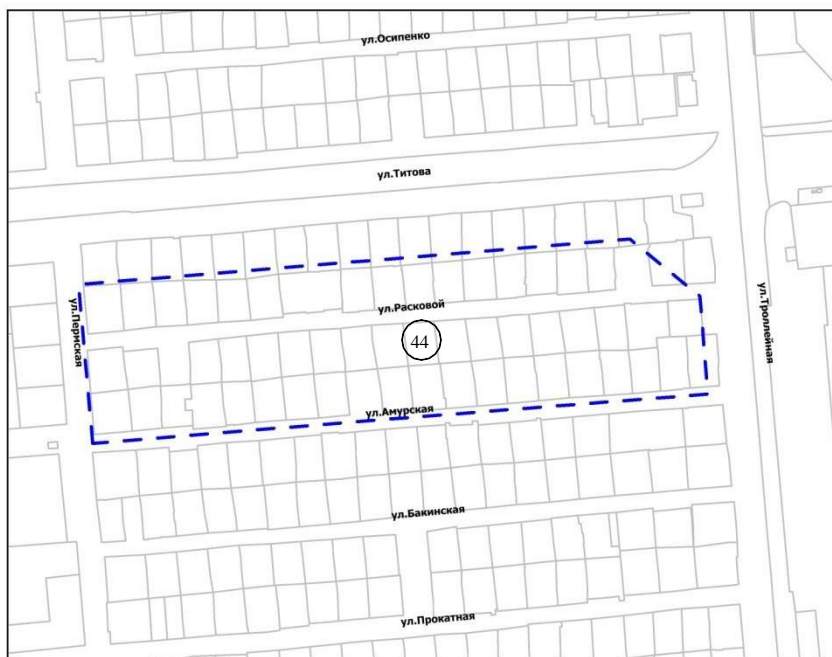 ул.Осипенко
ул.Титова
ул.Пермская
ул.Расковой
ул.Троллейная
44
ул.Амурская
ул.Бакинская
ул.Прокатная